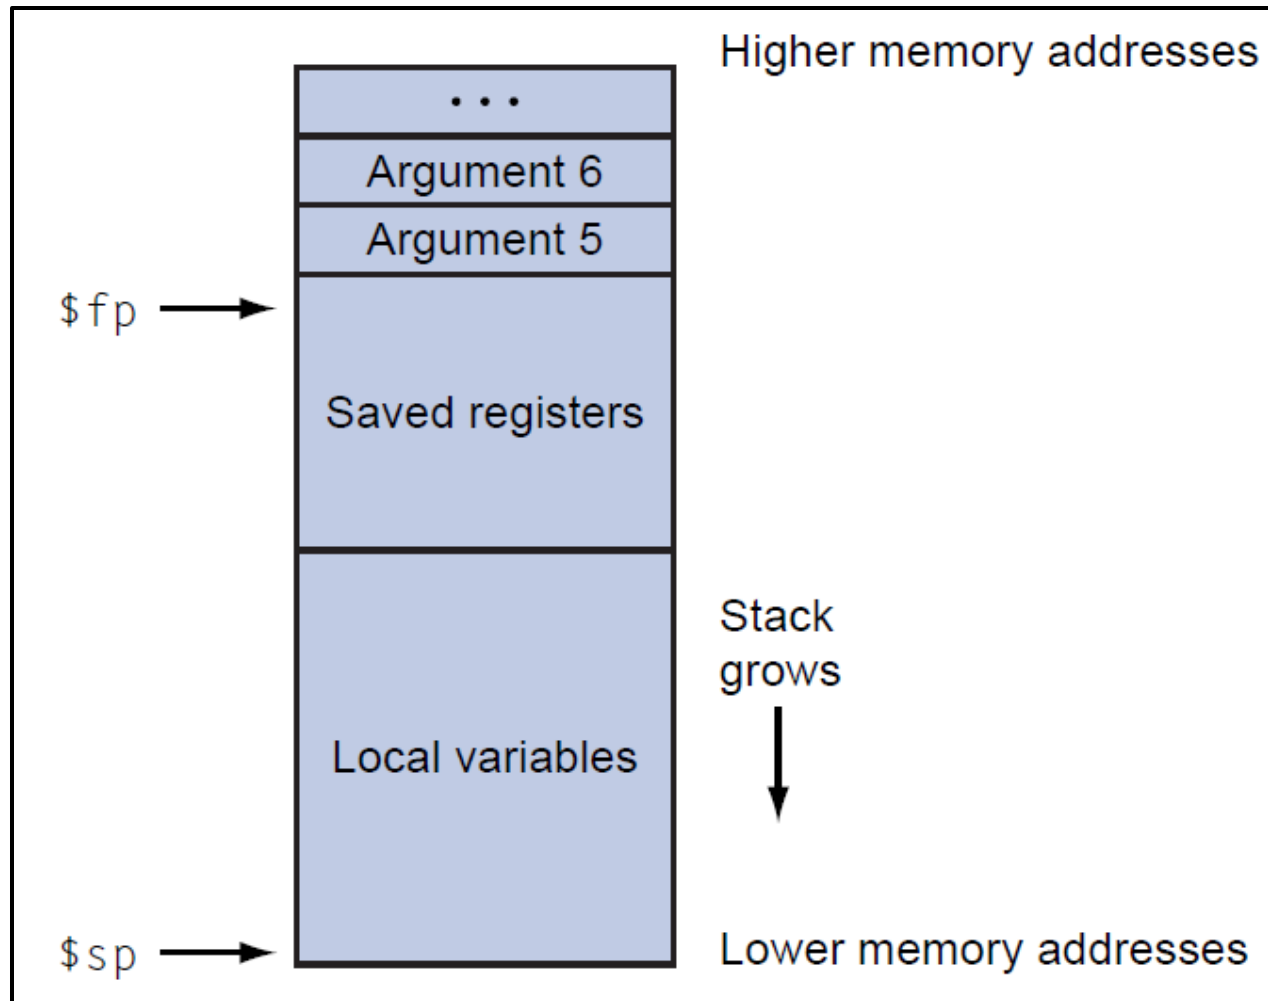 Higher memory addresses
...
Argument 6
Argument 5
$fp
Saved registers
Stack
grows
Local variables
$sp
Lower memory addresses